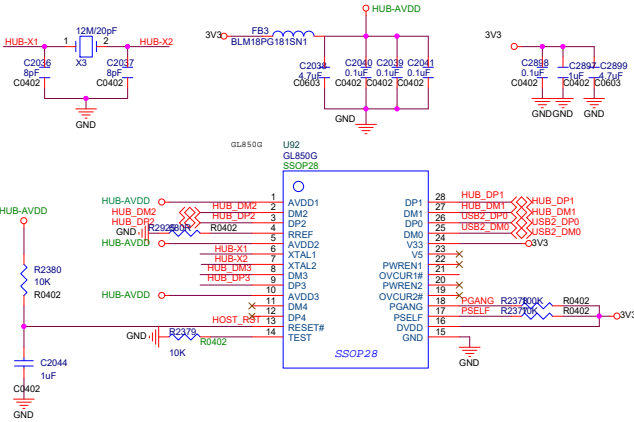 12M/20pF
HUB-X1
1
2
HUB-X2
X3
C2036
8pF
C0402
C2037
8pF
C0402
GND
HUB-AVDD
3V3
FB3
BLM18PG181SN1
C2038
4.7uF
C0603
C2040
0.1uF
C0402
C2039
0.1uF
C0402
C2041
0.1uF
C0402
GND
3V3
C2898
0.1uF
C0402
C2897
1uF
C0402
C2899
4.7uF
C0603
GND
GND
GND
GL850G
U92
GL850G
SSOP28
HUB-AVDD
1
AVDD1
HUB_DM2
HUB_DM2
2
DM2
HUB_DP2
HUB_DP2
3
DP2
GND
R0402
4
RREF
HUB-AVDD
5
AVDD2
HUB-X1
6
XTAL1
HUB-X2
7
XTAL2
HUB_DM3
8
DM3
HUB_DP3
9
DP3
HUB-AVDD
10
AVDD3
11
DM4
12
DP4
HOST_RST
13
RESET#
14
TEST
GND
R2379
10K
R0402
DP1
28
HUB_DP1
HUB_DP1
DM1
27
HUB_DM1
HUB_DM1
DP0
26
USB2_DP0
USB2_DP0
DM0
25
USB2_DM0
USB2_DM0
V33
24
3V3
V5
23
PWREN1
22
OVCUR1#
21
PWREN2
20
OVCUR2#
19
PGANG
18
PGANG
R0402
PSELF
17
PSELF
R0402
DVDD
16
3V3
GND
15
GND
SSOP28
HUB-AVDD
R2380
10K
R0402
C2044
1uF
C0402
GND